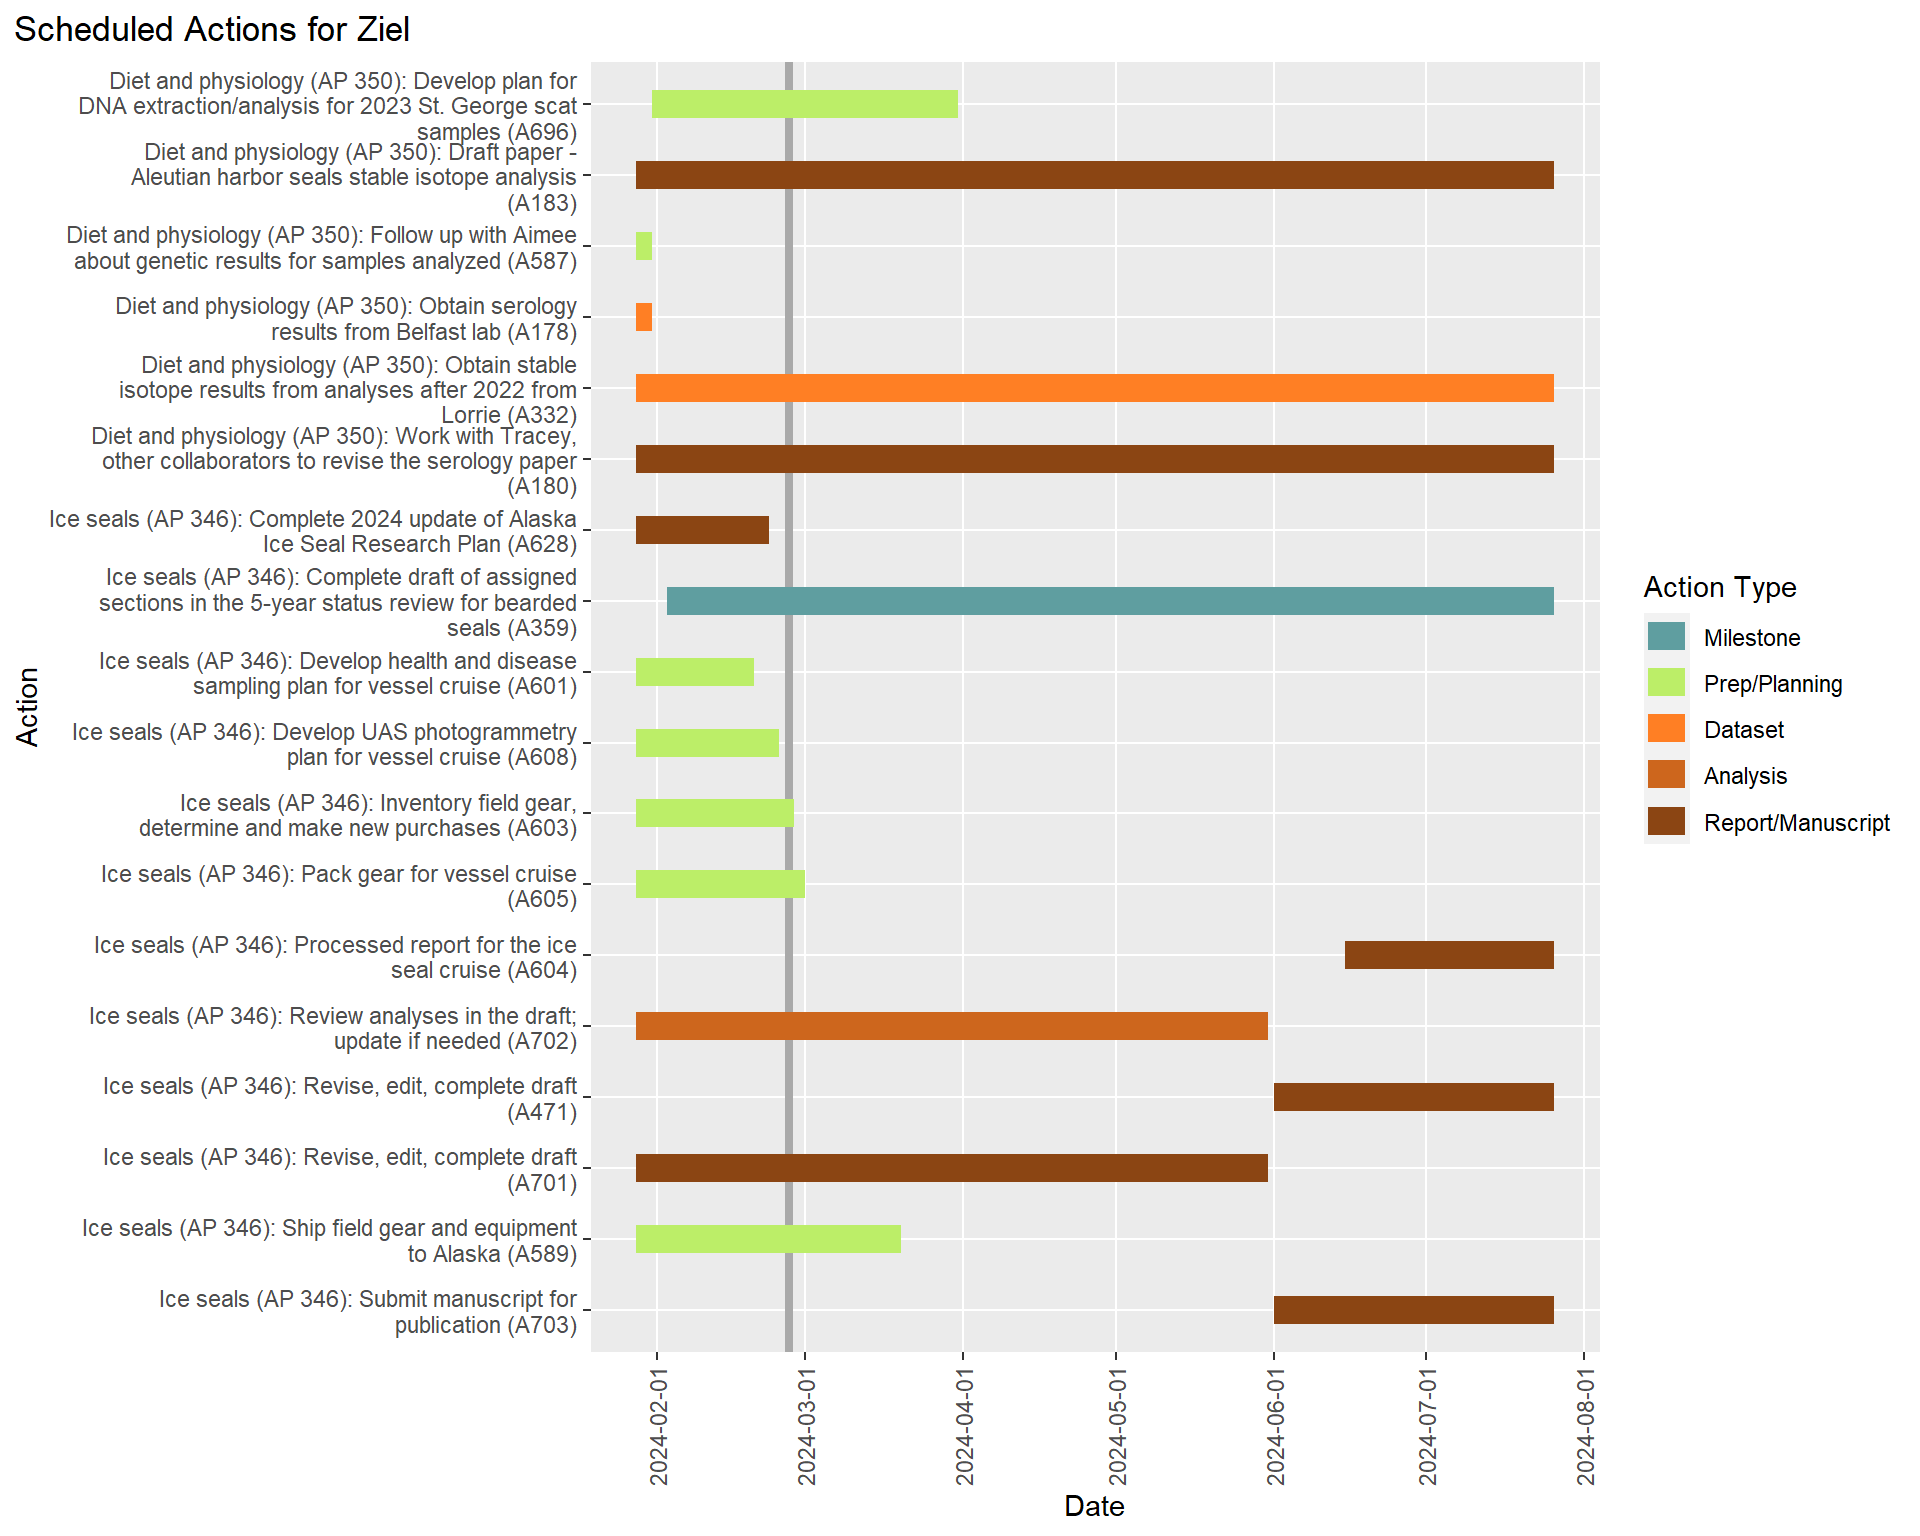 Scheduled Actions for Ziel
Diet and physiology (AP 350): Develop plan for
DNA extraction/analysis for 2023 St. George scat
samples (A696)
Diet and physiology (AP 350): Draft paper -
Aleutian harbor seals stable isotope analysis
(A183)
Diet and physiology (AP 350): Follow up with Aimee
about genetic results for samples analyzed (A587)
Diet and physiology (AP 350): Obtain serology
results from Belfast lab (A178)
Diet and physiology (AP 350): Obtain stable
isotope results from analyses after 2022 from
Lorrie (A332)
Diet and physiology (AP 350): Work with Tracey,
other collaborators to revise the serology paper
(A180)
Ice seals (AP 346): Complete 2024 update of Alaska
Ice Seal Research Plan (A628)
Ice seals (AP 346): Complete draft of assigned
sections in the 5-year status review for bearded
seals (A359)
Ice seals (AP 346): Develop health and disease
sampling plan for vessel cruise (A601)
Ice seals (AP 346): Develop UAS photogrammetry
plan for vessel cruise (A608)
Ice seals (AP 346): Inventory field gear,
determine and make new purchases (A603)
Ice seals (AP 346): Pack gear for vessel cruise
(A605)
Ice seals (AP 346): Processed report for the ice
seal cruise (A604)
Ice seals (AP 346): Review analyses in the draft;
update if needed (A702)
Ice seals (AP 346): Revise, edit, complete draft
(A471)
Ice seals (AP 346): Revise, edit, complete draft
(A701)
Ice seals (AP 346): Ship field gear and equipment
to Alaska (A589)
Ice seals (AP 346): Submit manuscript for
publication (A703)
Action
2024-02-01
2024-03-01
2024-04-01
2024-05-01
2024-06-01
2024-07-01
2024-08-01
Date
Action Type
Milestone
Prep/Planning
Dataset
Analysis
Report/Manuscript